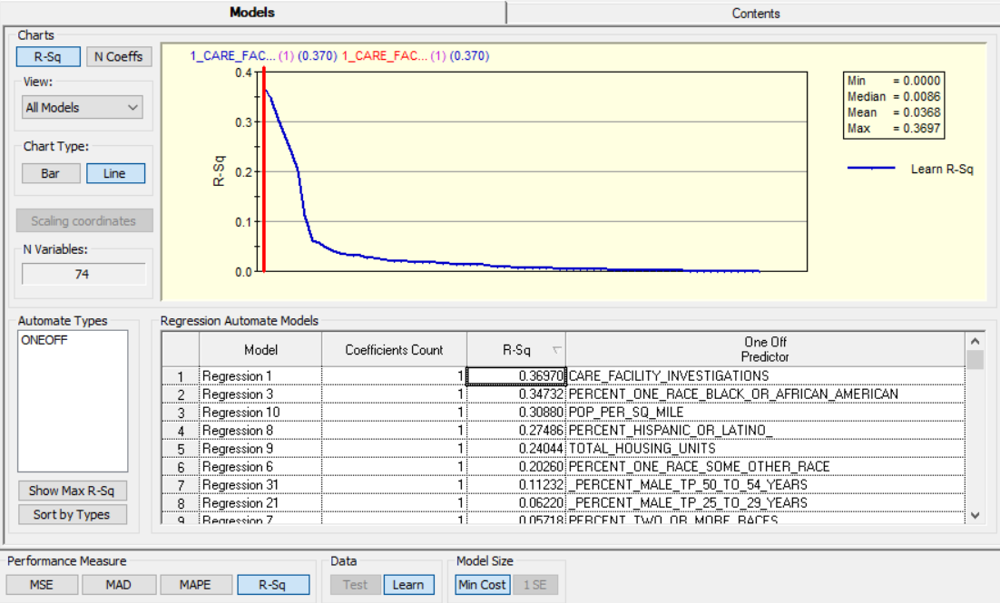 Models
Contents
Charts
R-Sq
N Coeffs
View:
All Models
Chart Type:
Bar
Line
Scaling coordinates
N Variables:
74
1_CARE_FAC... (1) (0.370) 1_CARE_FAC... (1) (0.370)
0.4
0.3
0.2
0.1
0.0
R-Sq
Min = 0.0000
Median = 0.0086
Mean = 0.0368
Max = 0.3697
Learn R-Sq
Automate Types
ONEOFF
Show Max R-Sq
Sort by Types
Regression Automate Models
Model Coefficients Count R-Sq One Off Predictor
1 Regression 1 1 0.36970 CARE_FACILITY_INVESTIGATIONS
2 Regression 3 1 0.34732 PERCENT_ONE_RACE_BLACK_OR_AFRICAN_AMERICAN
3 Regression 10 1 0.30880 POP_PER_SQ_MILE
4 Regression 8 1 0.27486 PERCENT_HISPANIC_OR_LATINO_
5 Regression 9 1 0.24044 TOTAL_HOUSING_UNITS
6 Regression 6 1 0.20260 PERCENT_ONE_RACE_SOME_OTHER_RACE
7 Regression 31 1 0.11232 _PERCENT_MALE_TP_50_TO_54_YEARS
8 Regression 21 1 0.06220 _PERCENT_MALE_TP_25_TO_29_YEARS
9 Regression 7 1 0.05718 PERCENT_TWO_OR_MORE_RACES
Performance Measure
MSE
MAD
MAPE
R-Sq
Data
Test
Learn
Model Size
Min Cost
1 SE